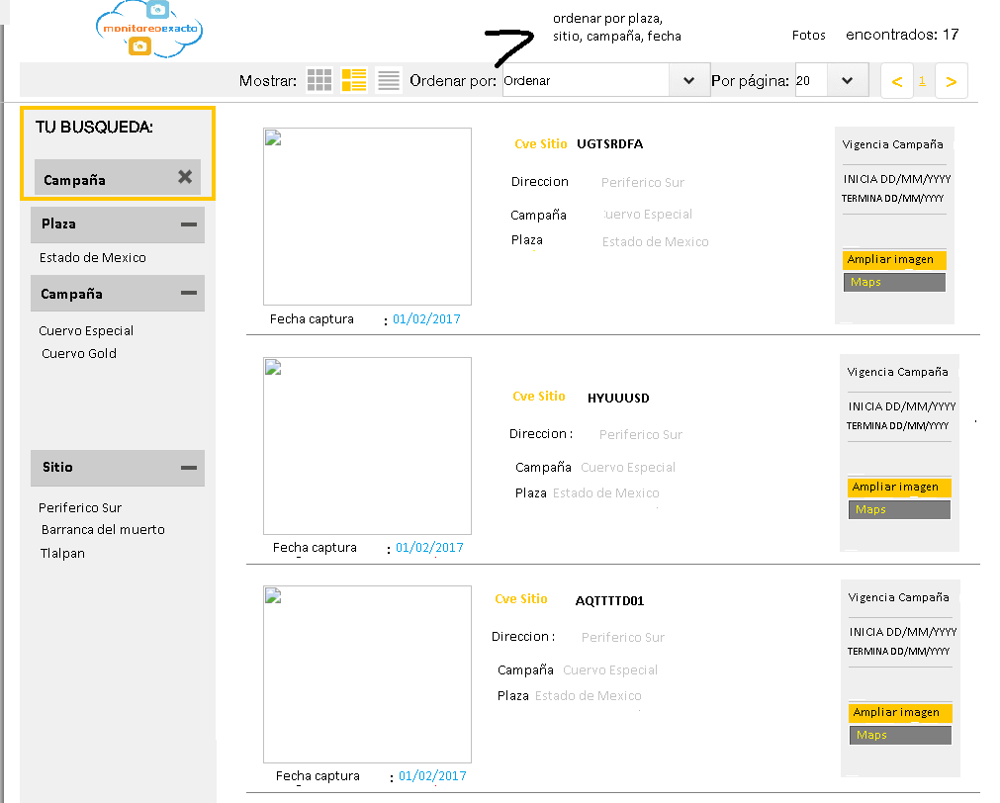 monitoreoexacto
ordenar por plaza,
sitio, campaña, fecha
Fotos encontrados: 17
Mostrar: Ordenar por: Ordenar Por página: 20 < 1 >
TU BUSQUEDA:
Campaña
Plaza
Estado de Mexico
Campaña
Cuervo Especial
Cuervo Gold
Sitio
Periferico Sur
Barranca del muerto
Tlalpan
Cve Sitio UGTSRDFA
Direccion Periferico Sur
Campaña uervo Especial
Plaza Estado de Mexico
Fecha captura : 01/02/2017
Vigencia Campaña
INICIA DD/MM/YYYY
TERMINA DD/MM/YYYY
Ampliar imagen
Maps
Cve Sitio HYUUUSD
Direccion : Periferico Sur
Campaña Cuervo Especial
Plaza Estado de Mexico
Fecha captura : 01/02/2017
Vigencia Campaña
INICIA DD/MM/YYYY
TERMINA DD/MM/YYYY
Ampliar imagen
Maps
Cve Sitio AQTTTTD01
Direccion : Periferico Sur
Campaña Cuervo Especial
Plaza Estado de Mexico
Fecha captura : 01/02/2017
Vigencia Campaña
INICIA DD/MM/YYYY
TERMINA DD/MM/YYYY
Ampliar imagen
Maps